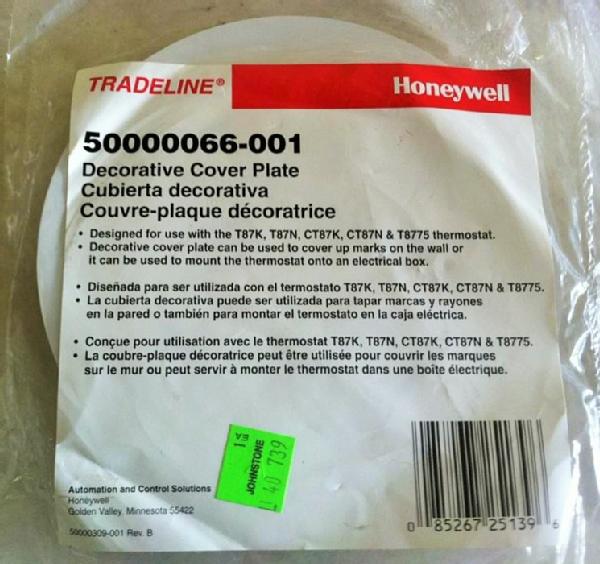 TRADELINE® Honeywell
50000066-001
Decorative Cover Plate
Cubierta decorativa
Couvre-plaque décoratrice
• Designed for use with the T87K, T87N, CT87K, CT87N & T8775 thermostat.
• Decorative cover plate can be used to cover up marks on the wall or
it can be used to mount the thermostat onto an electrical box.
• Diseñada para ser utilizada con el termostato T87K, T87N, CT87K, CT87N & T8775.
• La cubierta decorativa puede ser utilizada para tapar marcas y rayones
en la pared o también para montar el termostato en la caja eléctrica.
• Conçue pour utilisation avec le thermostat T87K, T87N, CT87K, CT87N & T8775.
• La coubre-plaque décoratrice peut être utilisée pour couvrir les marques
sur le mur ou peut servir à monter le thermostat dans une boîte électrique.
1 EA
JOHNSTONE
L40 739
Automation and Control Solutions
Honeywell
Golden Valley, Minnesota 55422
50000309-001 Rev. B
0 85267 25139 6